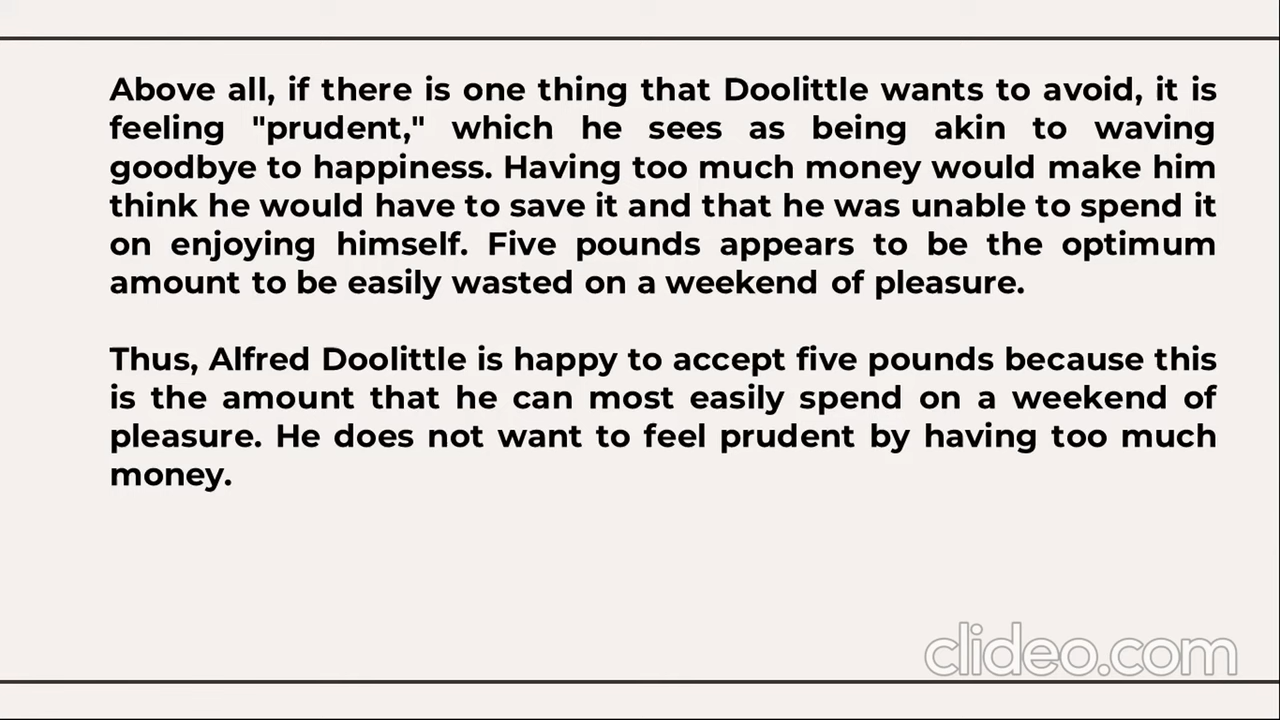 Above all, if there is one thing that Doolittle wants to avoid, it is
feeling "prudent," which he sees as being akin to waving
goodbye to happiness. Having too much money would make him
think he would have to save it and that he was unable to spend it
on enjoying himself. Five pounds appears to be the optimum
amount to be easily wasted on a weekend of pleasure.
Thus, Alfred Doolittle is happy to accept five pounds because this
is the amount that he can most easily spend on a weekend of
pleasure. He does not want to feel prudent by having too much
money.
clideo.com